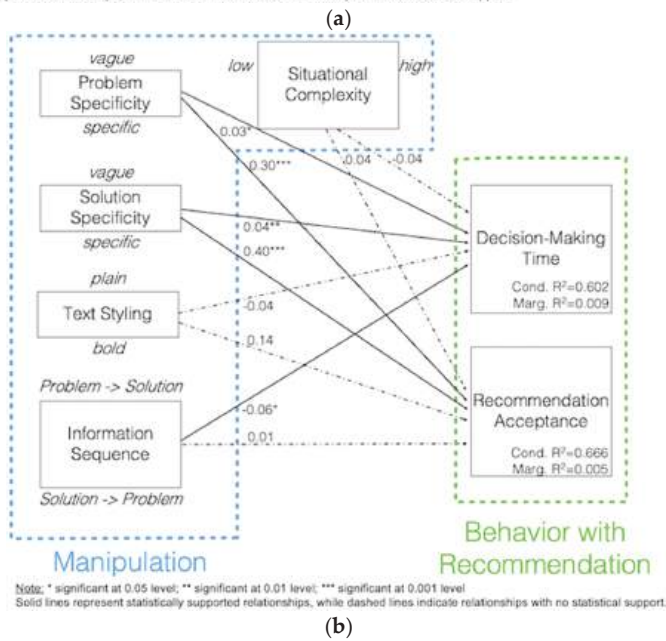 (a)
vague
Problem
Specificity
specific
low
Situational
Complexity
high
0.03*
0.30***
-0.04
-0.04
vague
Solution
Specificity
specific
0.04**
0.40***
Decision-Making
Time
Cond. R²=0.602
Marg. R²=0.009
plain
Text Styling
bold
-0.04
0.14
Problem -> Solution
Information
Sequence
Solution -> Problem
-0.06*
0.01
Recommendation
Acceptance
Cond. R²=0.666
Marg. R²=0.005
Manipulation
Behavior with
Recommendation
Note: * significant at 0.05 level; ** significant at 0.01 level; *** significant at 0.001 level
Solid lines represent statistically supported relationships, while dashed lines indicate relationships with no statistical support
(b)